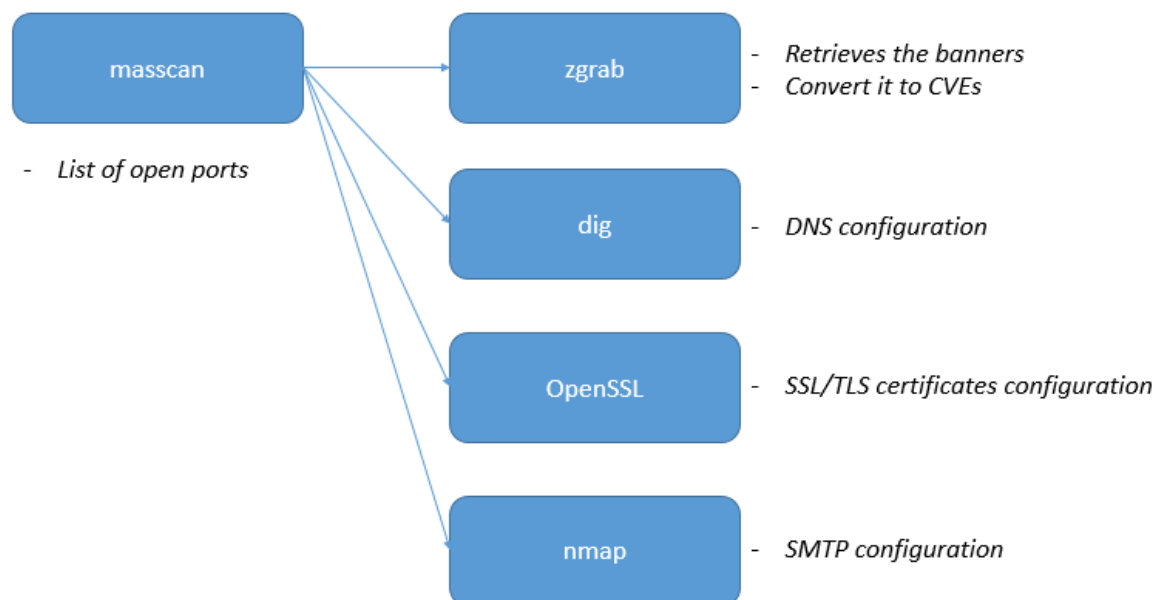 masscan
- List of open ports
zgrab
- Retrieves the banners
- Convert it to CVEs
dig
- DNS configuration
OpenSSL
- SSL/TLS certificates configuration
nmap
- SMTP configuration